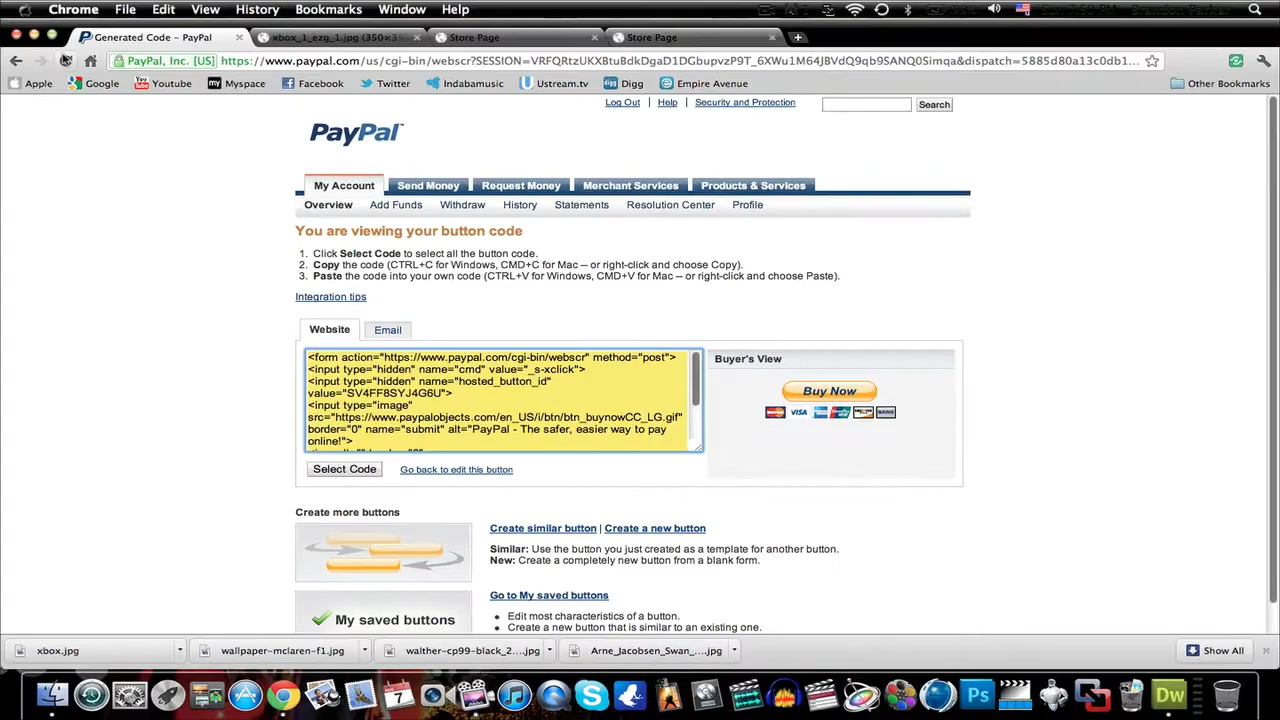 Chrome File Edit View History Bookmarks Window Help
Generated Code – PayPal
xbox_1_ezg_1.jpg (350×35
Store Page
Store Page
PayPal, Inc. [US]
Apple Google Youtube Myspace Facebook Twitter Indabamusic Ustream.tv Digg Empire Avenue Other Bookmarks
Log Out | Help | Security and Protection Search
PayPal
My Account Send Money Request Money Merchant Services Products & Services
Overview Add Funds Withdraw History Statements Resolution Center Profile
You are viewing your button code
1. Click Select Code to select all the button code.
2. Copy the code (CTRL+C for Windows, CMD+C for Mac – or right-click and choose Copy).
3. Paste the code into your own code (CTRL+V for Windows, CMD+V for Mac – or right-click and choose Paste).
Integration tips
Website Email
<form action="https://www.paypal.com/cgi-bin/webscr" method="post">
<input type="hidden" name="cmd" value="_s-xclick">
<input type="hidden" name="hosted_button_id"
value="SV4FF8SYJ4G6U">
<input type="image"
src="https://www.paypalobjects.com/en_US/i/btn/btn_buynowCC_LG.gif"
border="0" name="submit" alt="PayPal - The safer, easier way to pay
online!">
Buyer's View
Buy Now
VISA
BANK
Select Code Go back to edit this button
Create more buttons
Create similar button | Create a new button
Similar: Use the button you just created as a template for another button.
New: Create a completely new button from a blank form.
My saved buttons
Go to My saved buttons
• Edit most characteristics of a button.
• Create a new button that is similar to an existing one.
xbox.jpg wallpaper-mclaren-f1.jpg walther-cp99-black_2....jpg Arne_Jacobsen_Swan_....jpg Show All
7 Ps Dw